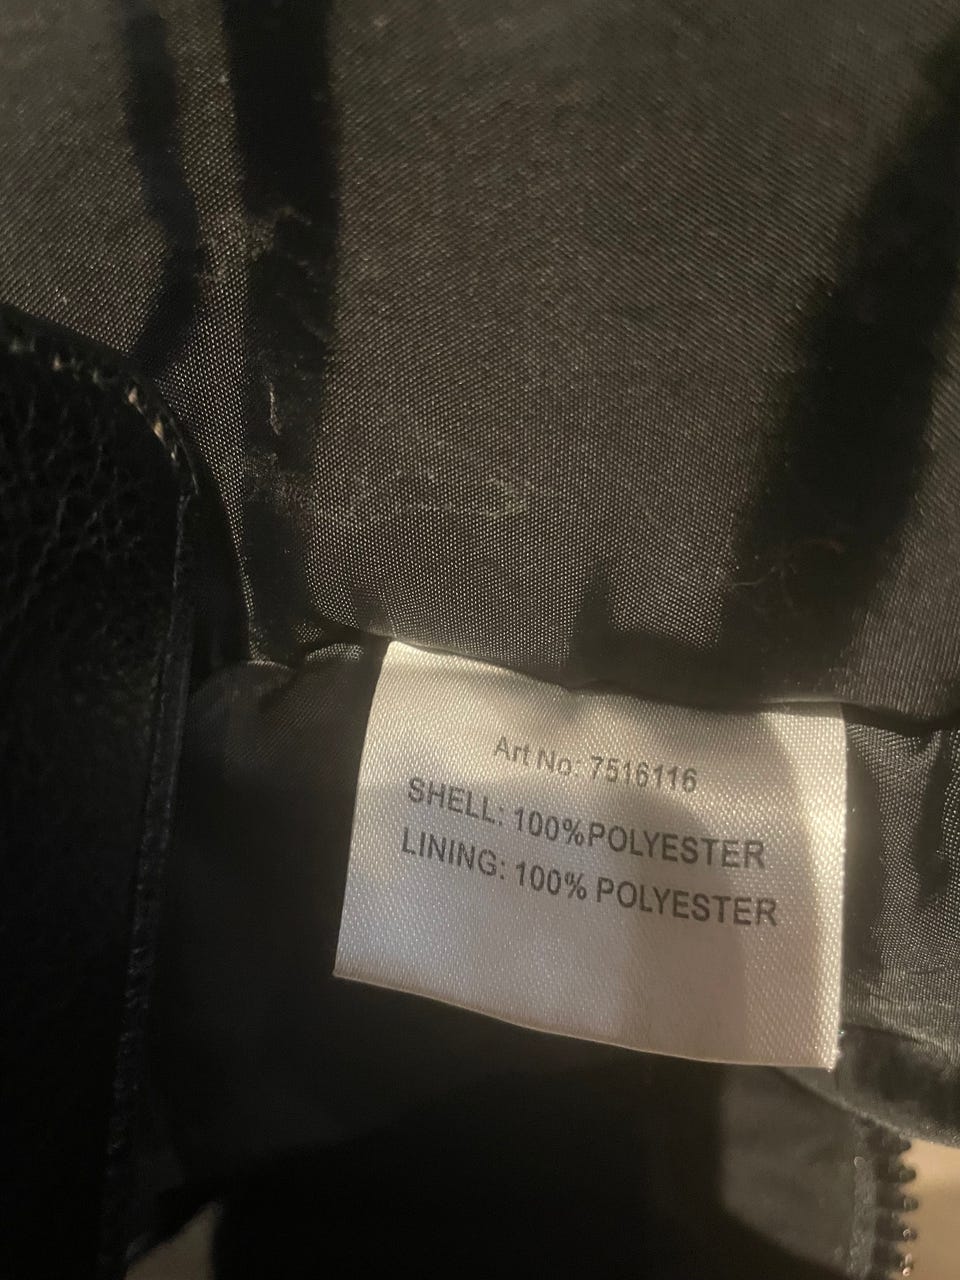 Art No: 7516116
SHELL: 100%POLYESTER
LINING: 100% POLYESTER